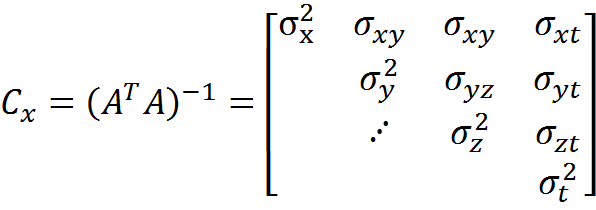 σ_x^2 σ_xy σ_xy σ_xt
σ_y^2 σ_yz σ_yt
C_x = (A^T A)^{-1} =
⋰ σ_z^2 σ_zt
σ_t^2